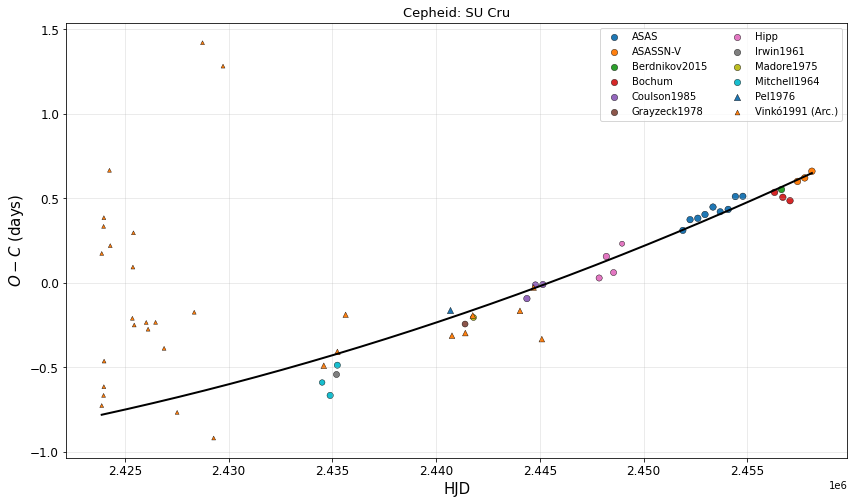 Cepheid: SU Cru
O − C (days)
1.5
1.0
0.5
0.0
−0.5
−1.0
ASAS
ASASSN-V
Berdnikov2015
Bochum
Coulson1985
Grayzeck1978
Hipp
Irwin1961
Madore1975
Mitchell1964
Pel1976
Vinkó1991 (Arc.)
2.425 2.430 2.435 2.440 2.445 2.450 2.455
1e6
HJD